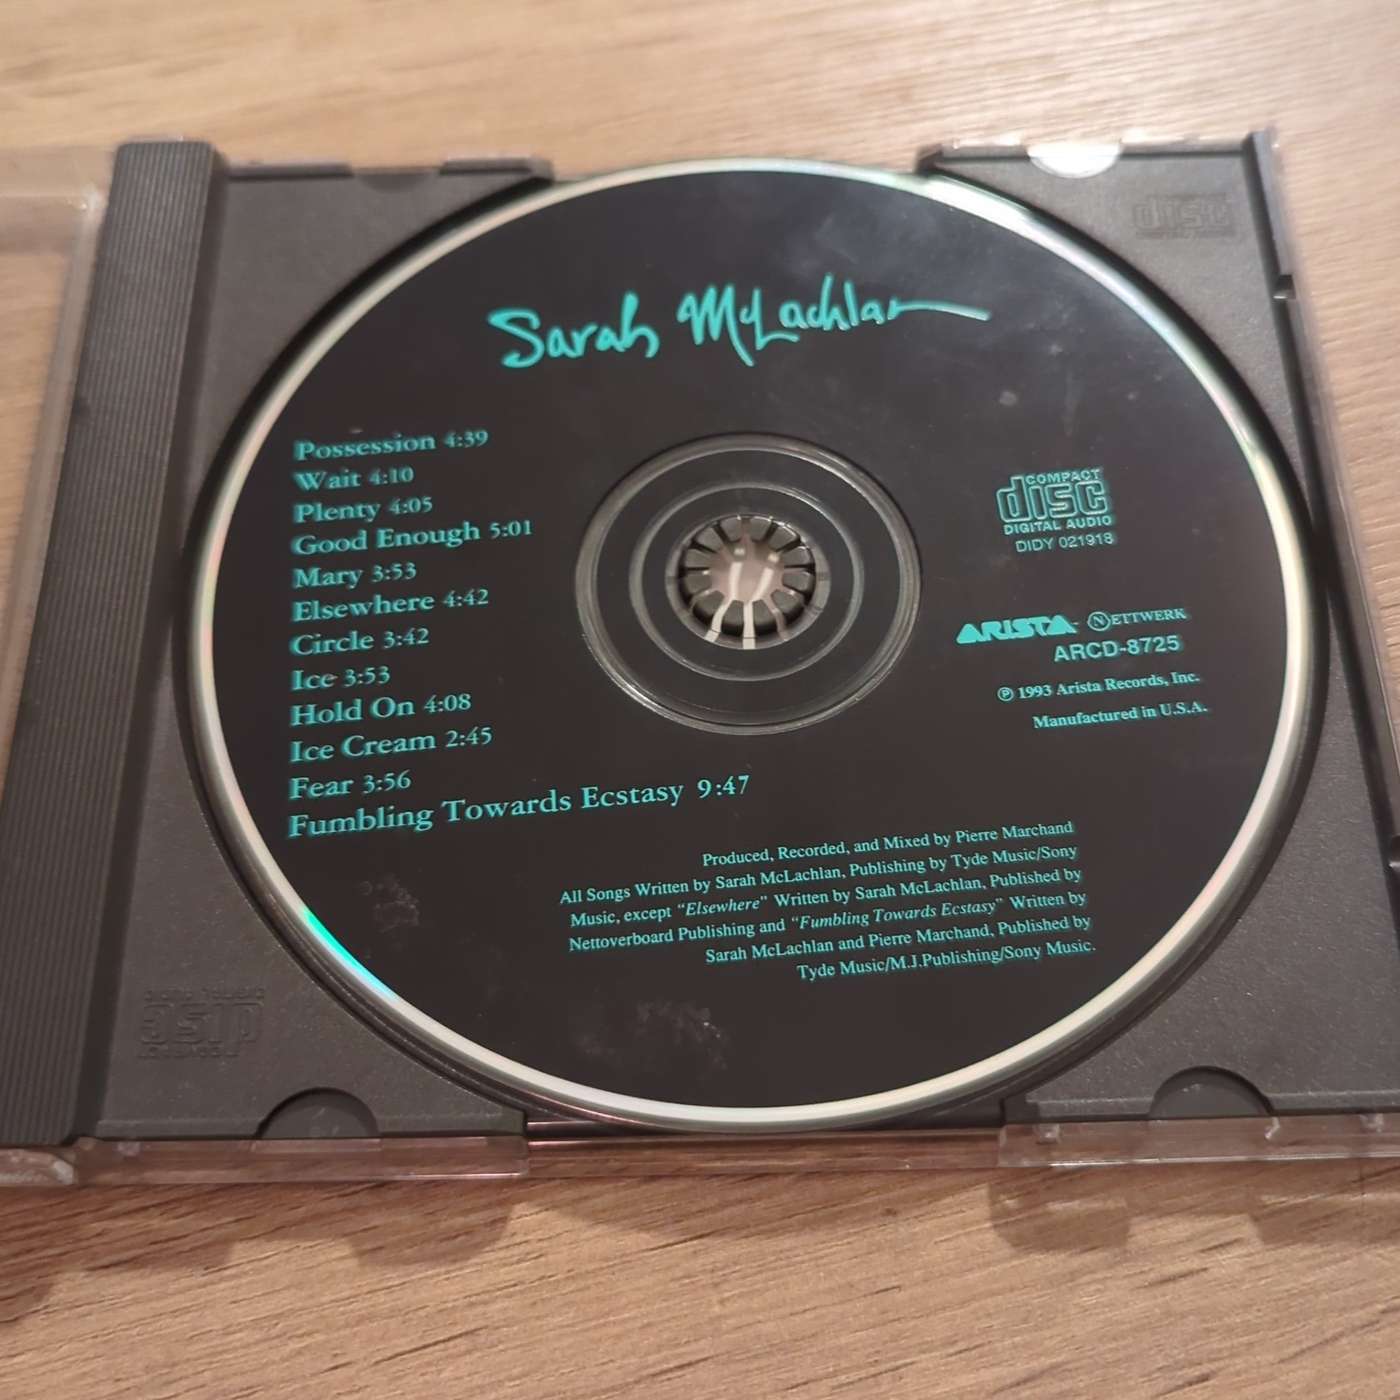 Sarah McLachlan
Possession 4:39
Wait 4:10
Plenty 4:05
Good Enough 5:01
Mary 3:53
Elsewhere 4:42
Circle 3:42
Ice 3:53
Hold On 4:08
Ice Cream 2:45
Fear 3:56
Fumbling Towards Ecstasy 9:47
COMPACT
disc
DIGITAL AUDIO
DIDY 021918
ARISTA NETTWERK
ARCD-8725
℗ 1993 Arista Records, Inc.
Manufactured in U.S.A.
Produced, Recorded, and Mixed by Pierre Marchand
All Songs Written by Sarah McLachlan, Publishing by Tyde Music/Sony
Music, except "Elsewhere" Written by Sarah McLachlan, Published by
Nettoverboard Publishing and "Fumbling Towards Ecstasy" Written by
Sarah McLachlan and Pierre Marchand, Published by
Tyde Music/M.J.Publishing/Sony Music.
disc